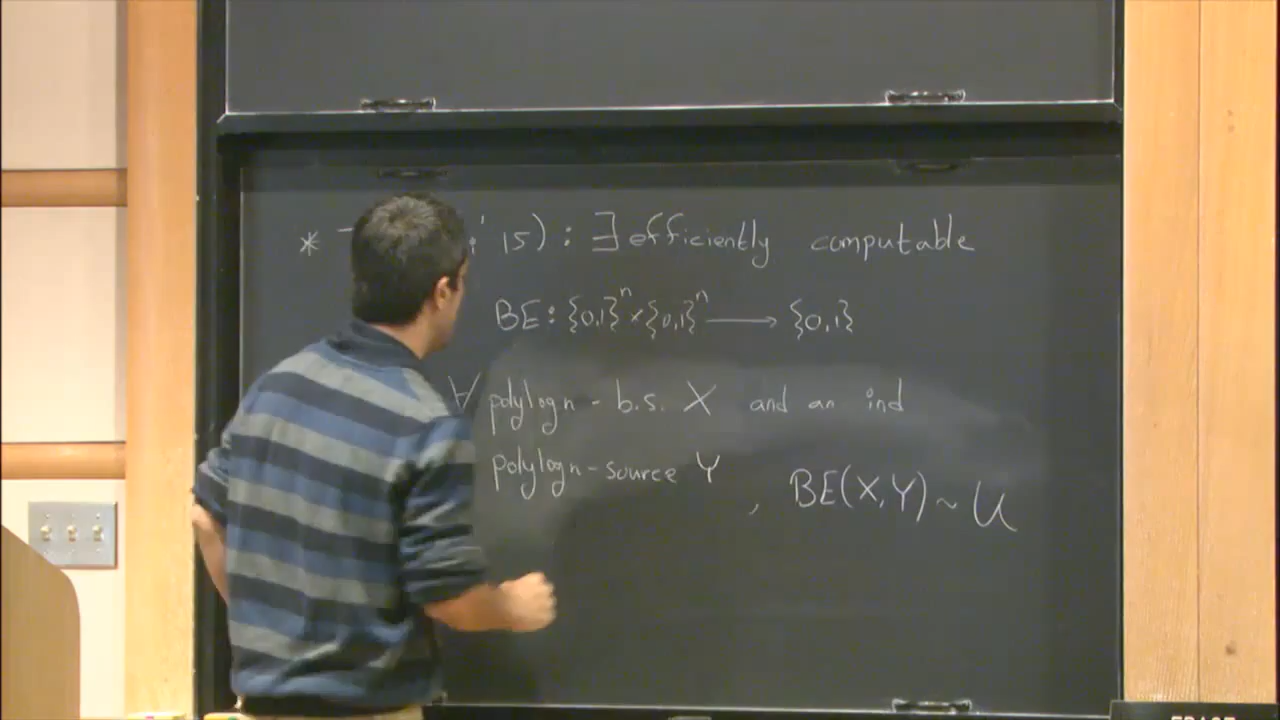 * '15) : ∃ efficiently computable
BE : {0,1}ⁿ × {0,1}ⁿ ⟶ {0,1}
∀ polylog n - b.s. X and an ind
polylog n - source Y , BE(X,Y) ~ U